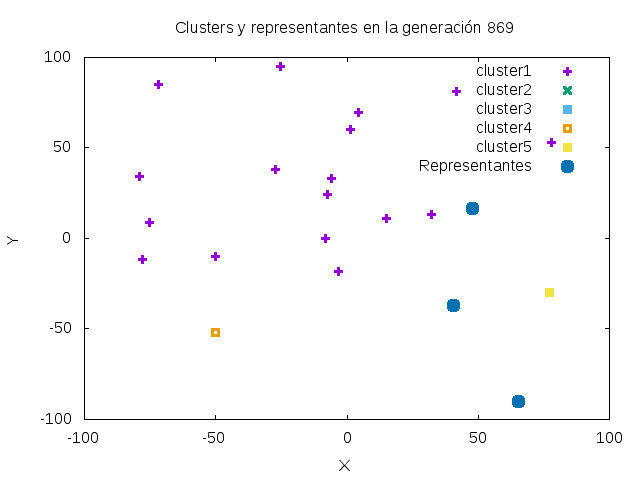 Clusters y representantes en la generación 869
100
50
0
-50
-100
-100
-50
0
50
100
Y
X
cluster1
cluster2
cluster3
cluster4
cluster5
Representantes